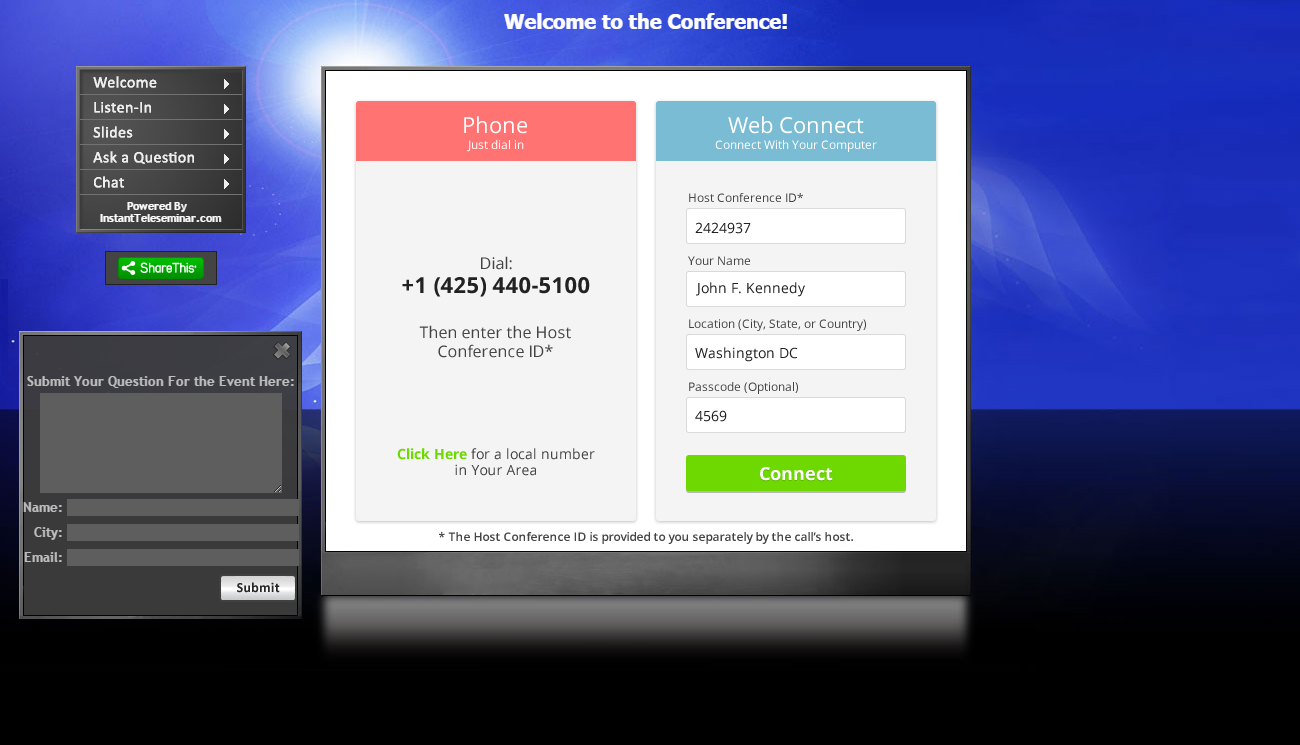 Welcome to the Conference!
Welcome
Listen-In
Slides
Ask a Question
Chat
Powered By
InstantTeleseminar.com
ShareThis
Submit Your Question For the Event Here:
Name:
City:
Email:
Submit
Phone
Just dial in
Dial:
+1 (425) 440-5100
Then enter the Host
Conference ID*
Click Here for a local number
in Your Area
Web Connect
Connect With Your Computer
Host Conference ID*
2424937
Your Name
John F. Kennedy
Location (City, State, or Country)
Washington DC
Passcode (Optional)
4569
Connect
* The Host Conference ID is provided to you separately by the call's host.